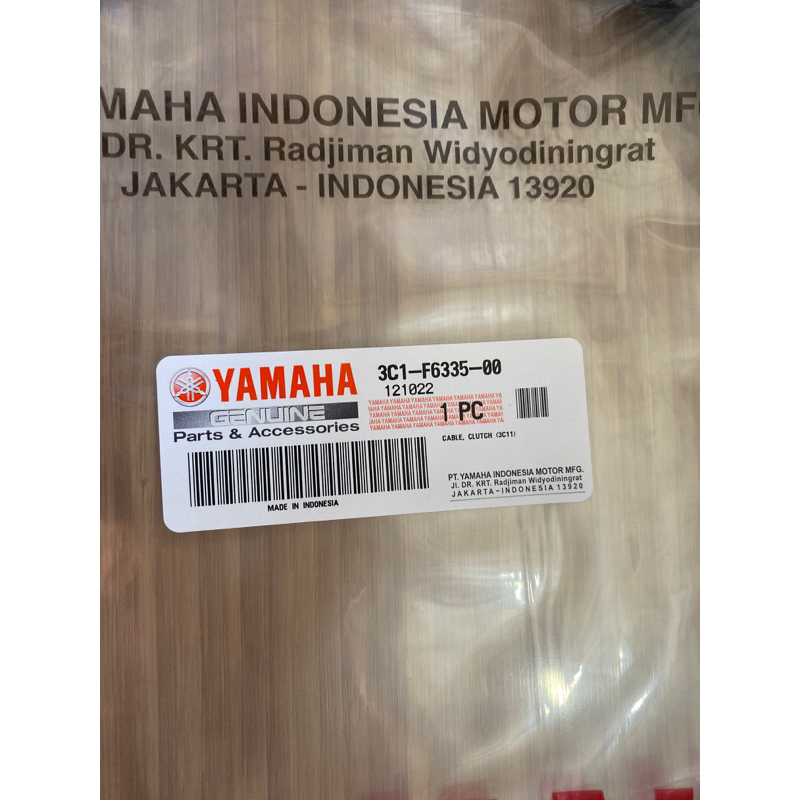 MAHA INDONESIA MOTOR MFG
DR. KRT. Radjiman Widyodiningrat
JAKARTA - INDONESIA 13920
YAMAHA
GENUINE
Parts & Accessories
3C1-F6335-00
121022
1 PC
CABLE, CLUTCH (3C11)
MADE IN INDONESIA
PT. YAMAHA INDONESIA MOTOR MFG.
Jl. DR. KRT. Radjiman Widyodiningrat
JAKARTA-INDONESIA 13920